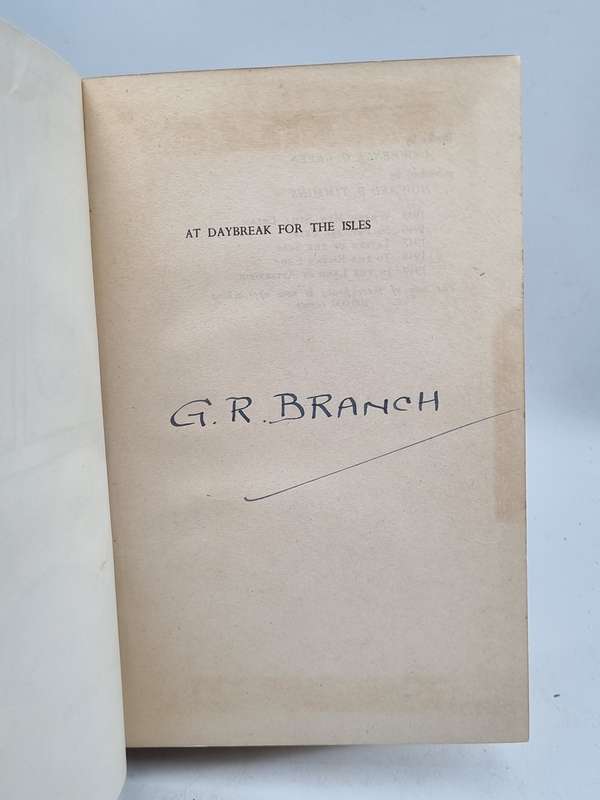 AT DAYBREAK FOR THE ISLES
G. R. BRANCH